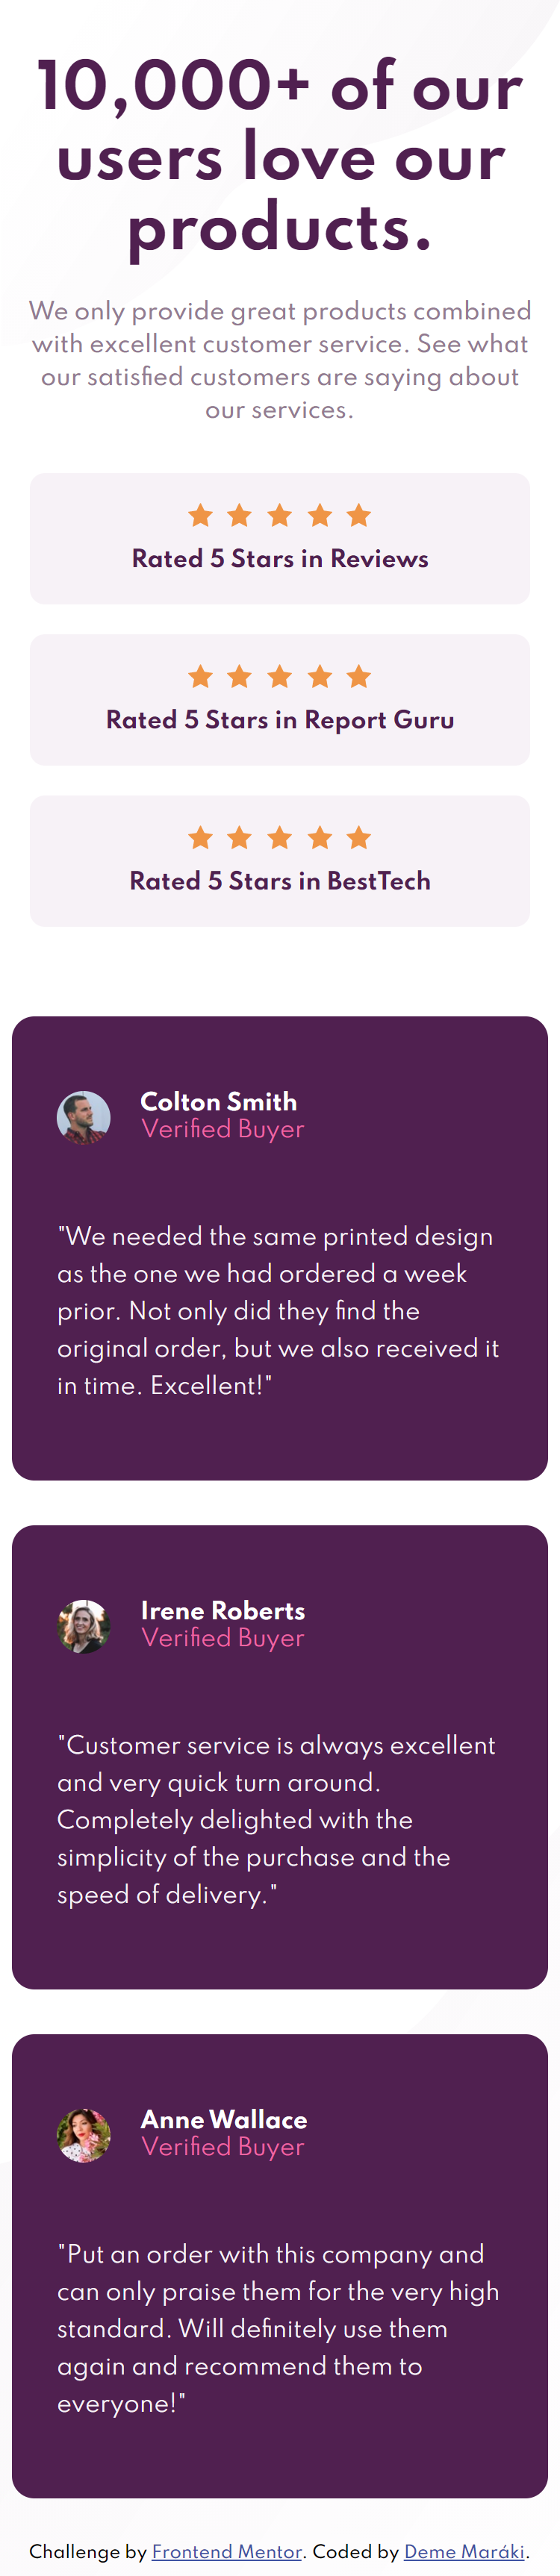 10,000+ of our
users love our
products.
We only provide great products combined
with excellent customer service. See what
our satisfied customers are saying about
our services.
Rated 5 Stars in Reviews
Rated 5 Stars in Report Guru
Rated 5 Stars in BestTech
Colton Smith
Verified Buyer
"We needed the same printed design
as the one we had ordered a week
prior. Not only did they find the
original order, but we also received it
in time. Excellent!"
Irene Roberts
Verified Buyer
"Customer service is always excellent
and very quick turn around.
Completely delighted with the
simplicity of the purchase and the
speed of delivery."
Anne Wallace
Verified Buyer
"Put an order with this company and
can only praise them for the very high
standard. Will definitely use them
again and recommend them to
everyone!"
Challenge by Frontend Mentor. Coded by Deme Maráki.